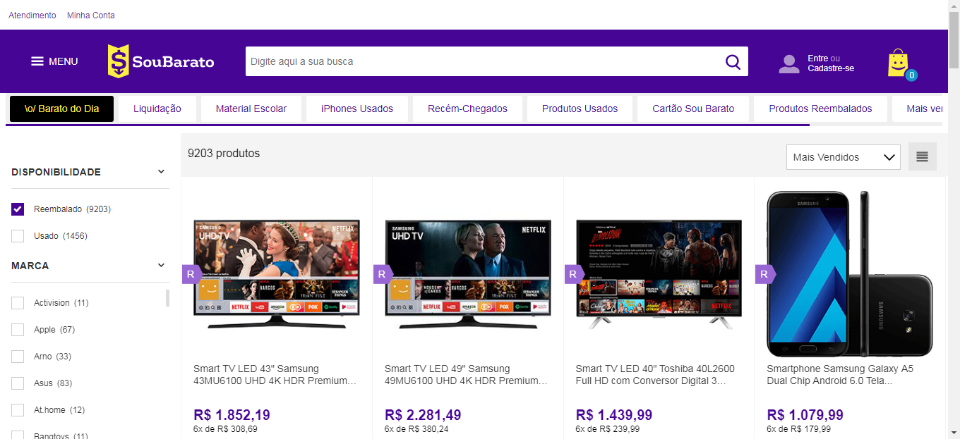 Atendimento Minha Conta
MENU
SouBarato
Digite aqui a sua busca
Entre ou
Cadastre-se
0
\o/ Barato do Dia
Liquidação
Material Escolar
iPhones Usados
Recém-Chegados
Produtos Usados
Cartão Sou Barato
Produtos Reembalados
Mais ver
DISPONIBILIDADE
Reembalado (9203)
Usado (1456)
MARCA
Activision (11)
Apple (67)
Arno (33)
Asus (83)
At.home (12)
Bangtoys (11)
9203 produtos
Mais Vendidos
SAMSUNG
UHD TV
NETFLIX
R
Smart TV LED 43" Samsung
43MU6100 UHD 4K HDR Premium...
R$ 1.852,19
6x de R$ 308,69
SAMSUNG
UHD TV
NETFLIX
R
Smart TV LED 49" Samsung
49MU6100 UHD 4K HDR Premium...
R$ 2.281,49
6x de R$ 380,24
R
Smart TV LED 40" Toshiba 40L2600
Full HD com Conversor Digital 3...
R$ 1.439,99
6x de R$ 239,99
SAMSUNG
R
SAMSUNG
Smartphone Samsung Galaxy A5
Dual Chip Android 6.0 Tela...
R$ 1.079,99
6x de R$ 179,99